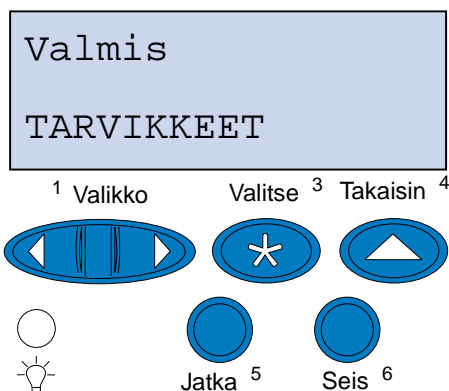 Valmis
TARVIKKEET
1 Valikko Valitse 3 Takaisin 4
Jatka 5 Seis 6